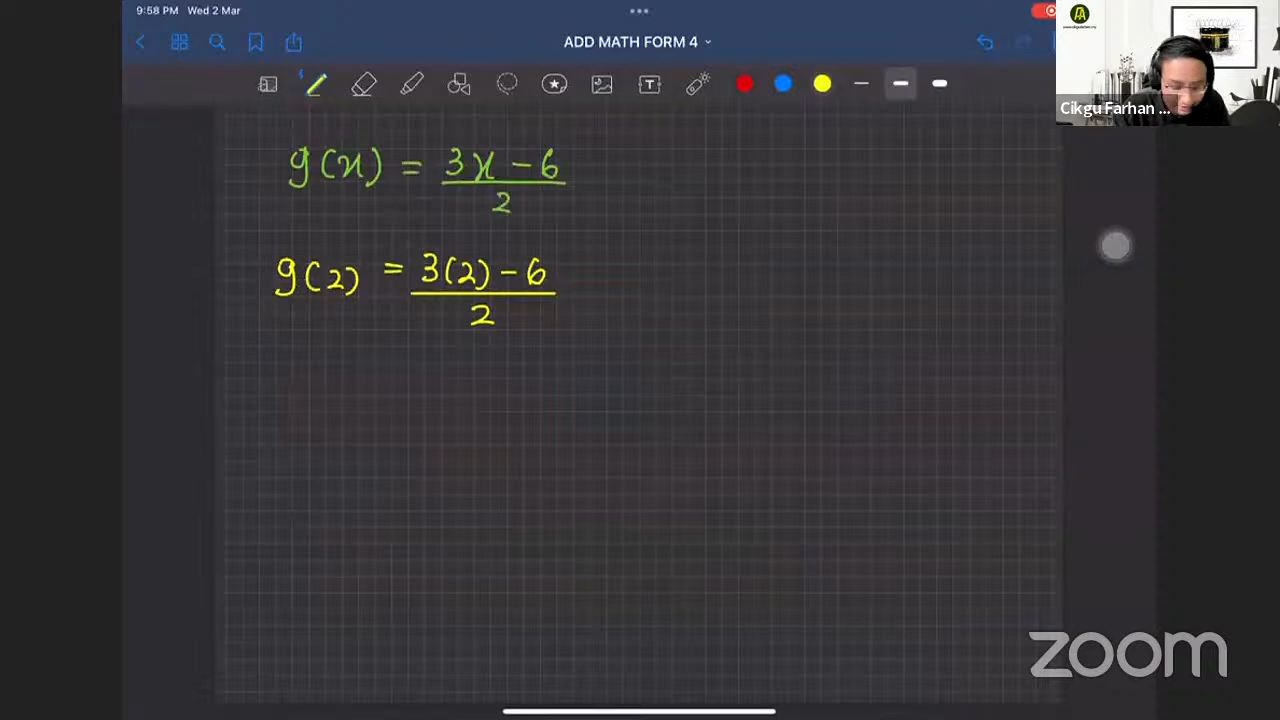 9:58 PM Wed 2 Mar
ADD MATH FORM 4
Cikgu Farhan ...
g(x) = 3x - 6
2
g(2) = 3(2) - 6
2
zoom